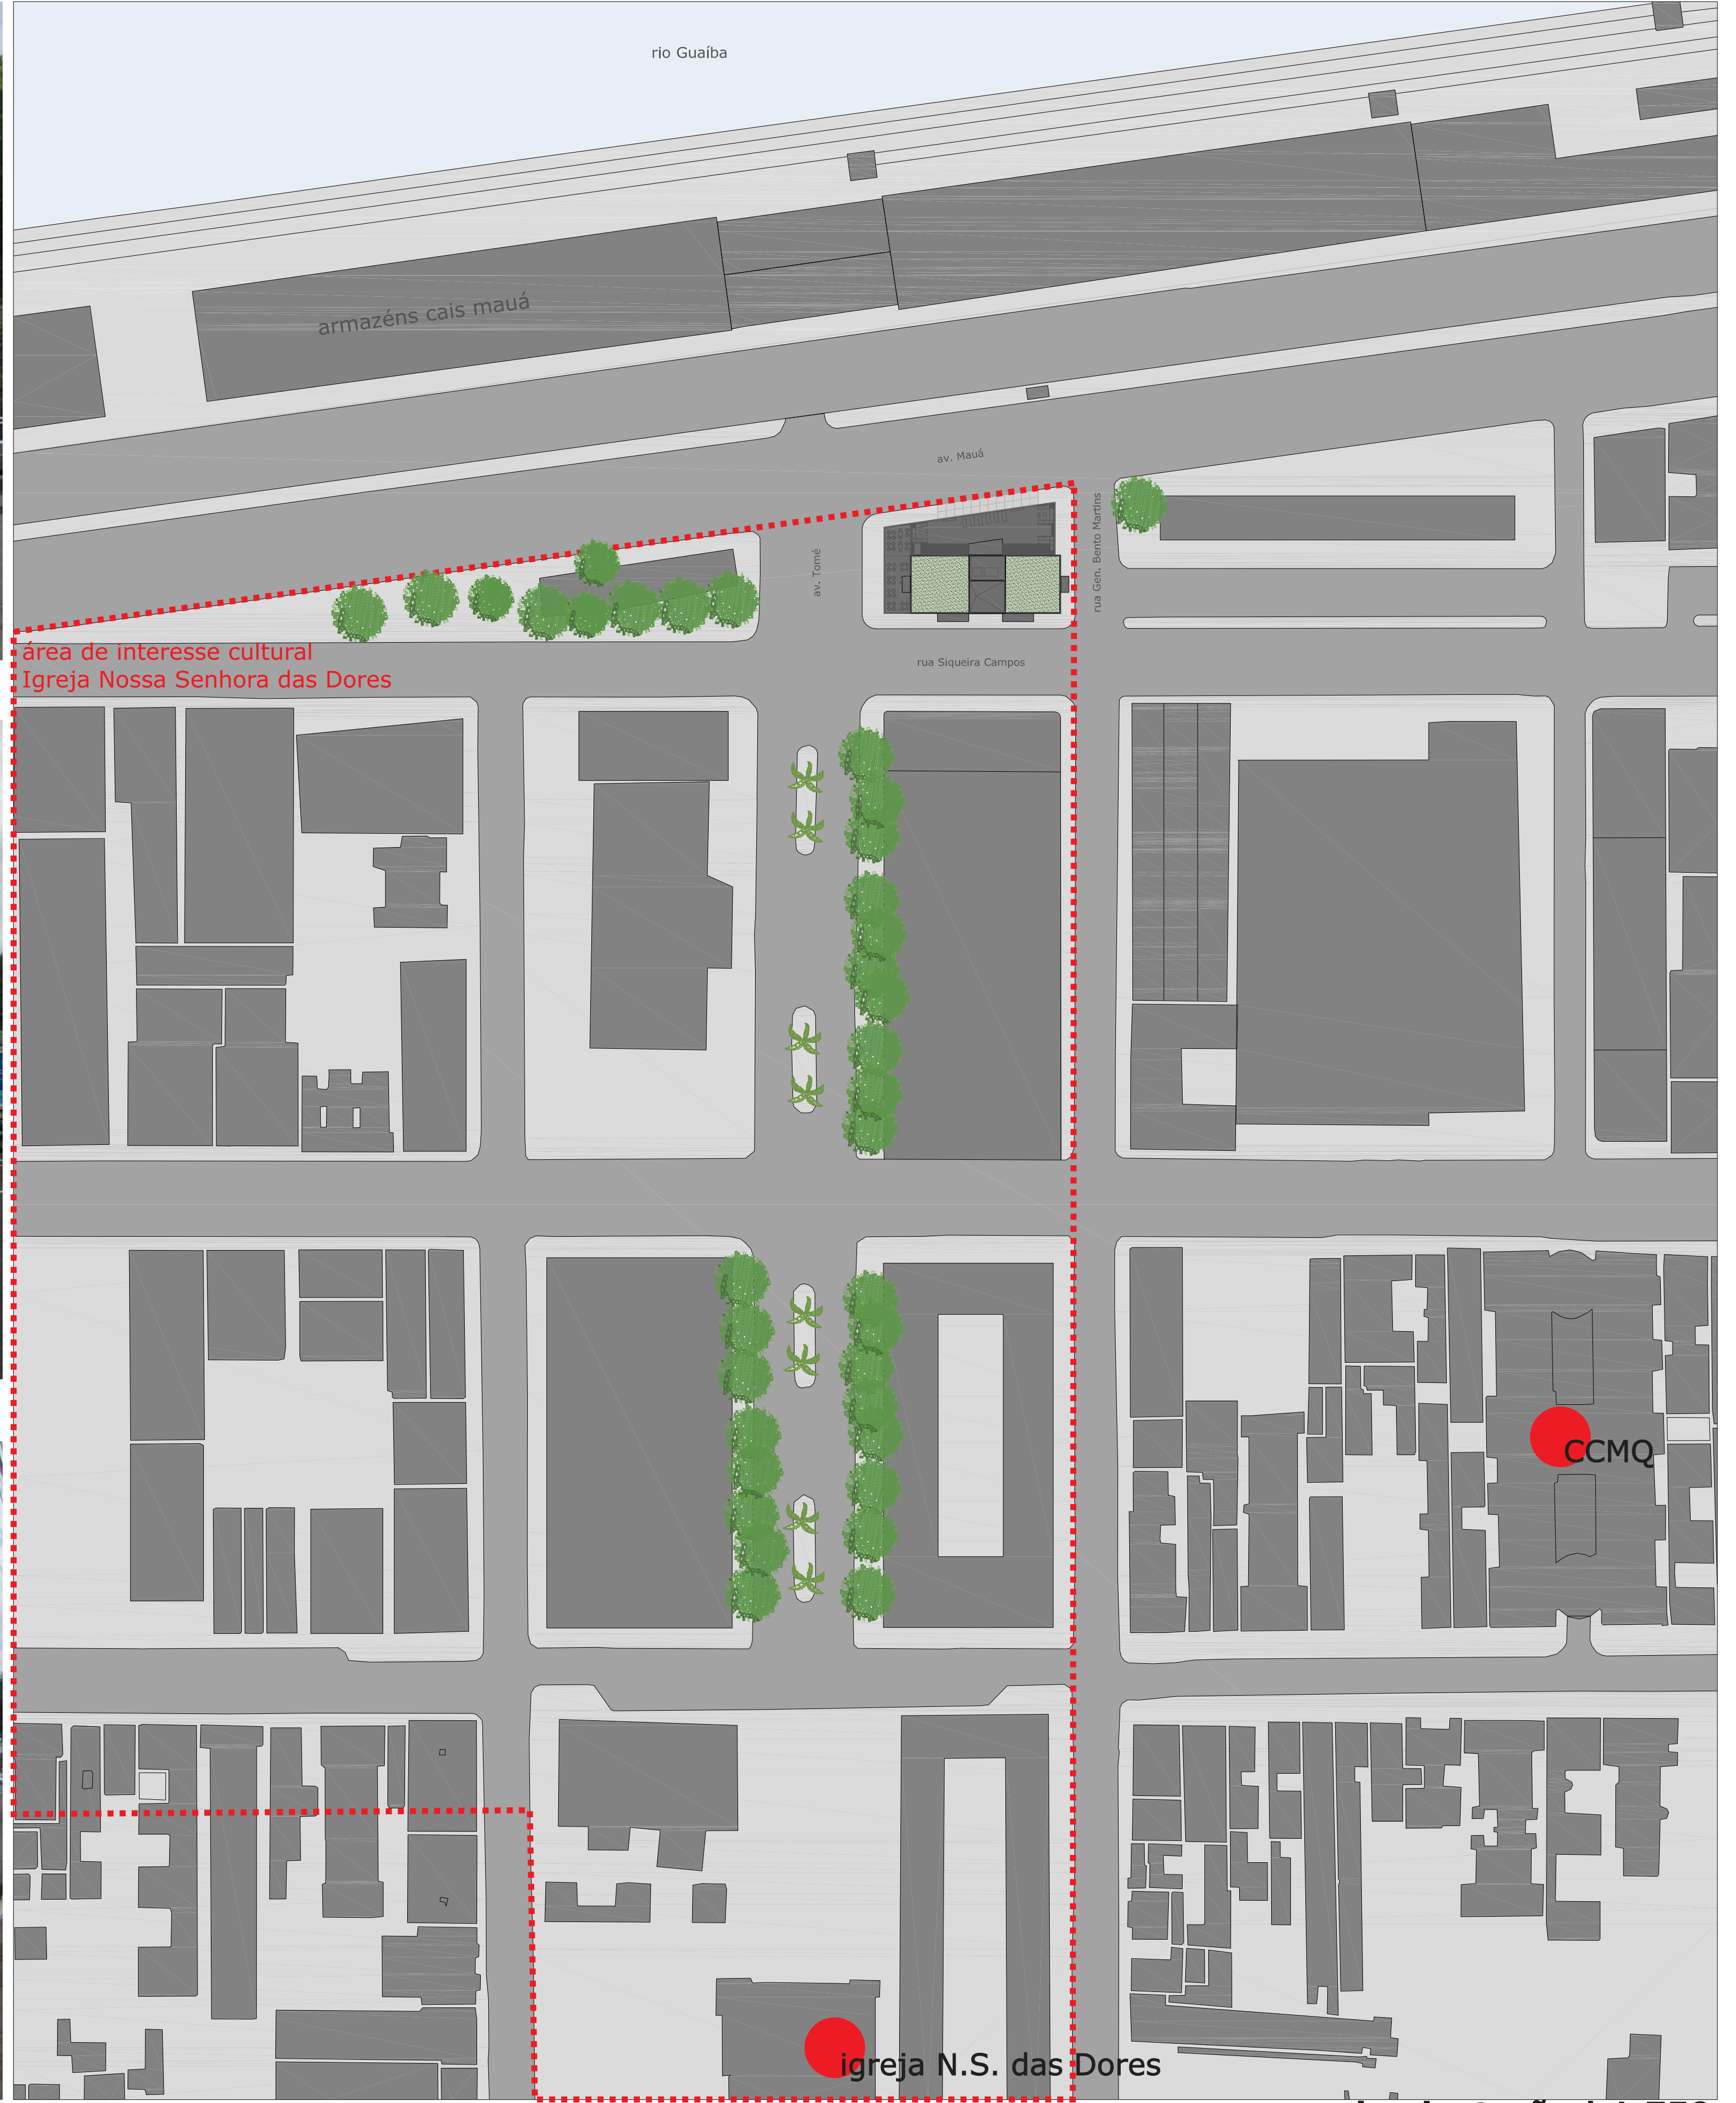 rio Guaíba
armazéns cais mauá
av. Mauá
rua Gen. Bento Martins
av. Tomé
área de interesse cultural
Igreja Nossa Senhora das Dores
rua Siqueira Campos
CCMQ
igreja N.S. das Dores